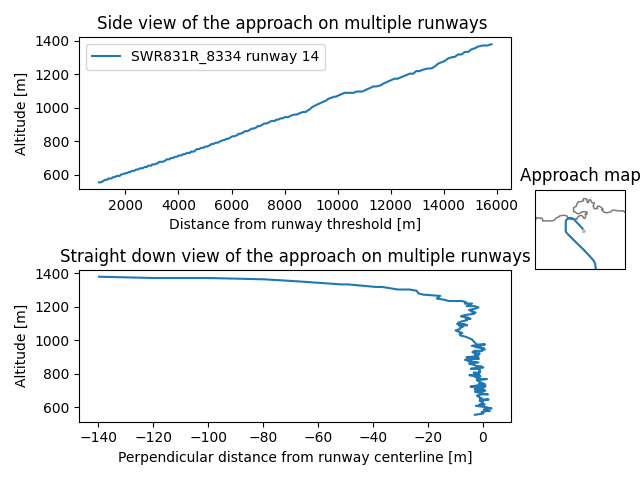 Side view of the approach on multiple runways
1400
1200
1000
800
600
Altitude [m]
SWR831R_8334 runway 14
2000 4000 6000 8000 10000 12000 14000 16000
Distance from runway threshold [m]
Approach map
Straight down view of the approach on multiple runways
1400
1200
1000
800
600
Altitude [m]
−140 −120 −100 −80 −60 −40 −20 0
Perpendicular distance from runway centerline [m]